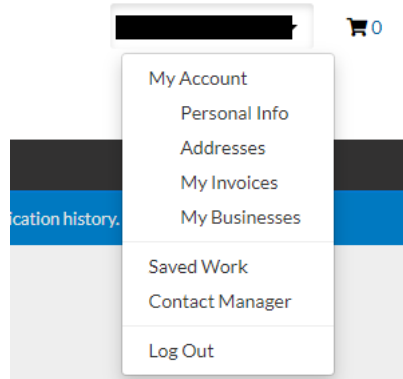 0
My Account
Personal Info
Addresses
My Invoices
ication history.
My Businesses
Saved Work
Contact Manager
Log Out